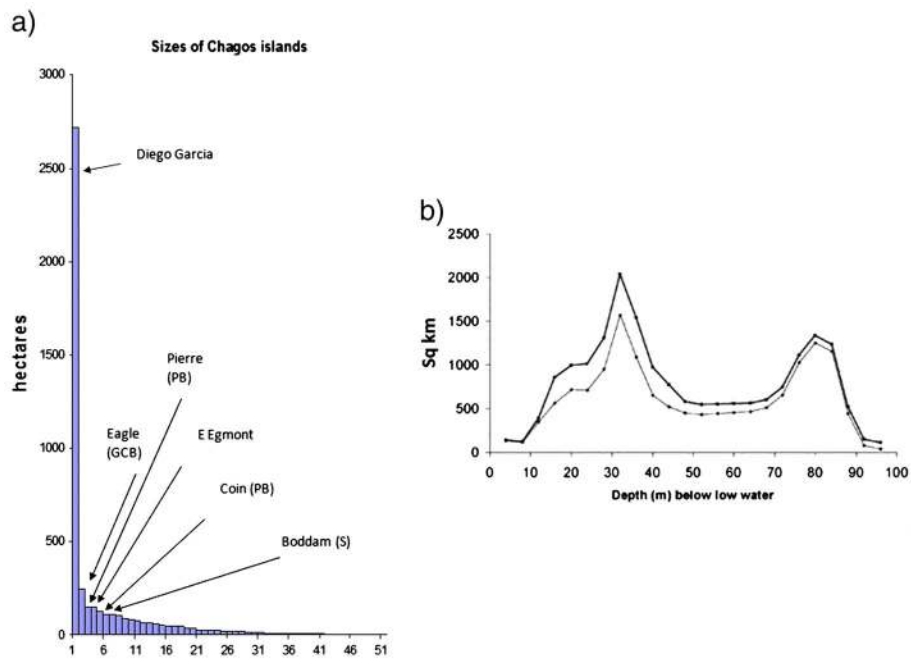 a)
Sizes of Chagos islands
3000
2500
2000
1500
1000
500
0
hectares
Diego Garcia
Pierre
(PB)
Eagle
(GCB)
E Egmont
Coin (PB)
Boddam (S)
1 6 11 16 21 26 31 36 41 46 51
b)
2500
2000
1500
1000
500
0
Sq km
0 10 20 30 40 50 60 70 80 90 100
Depth (m) below low water